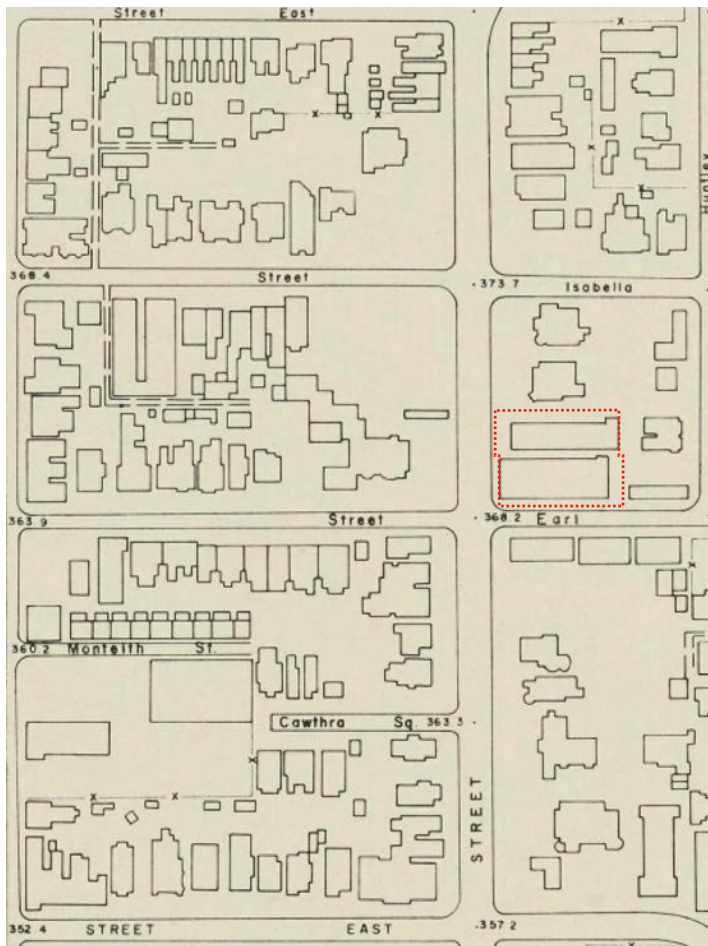 Street East
Huntley
368.4 Street
.373.7 Isabella
363.9 Street
.368.2 Earl
360.2 Monteith St.
Cawthra Sq. 363.3 .
STREET
352.4 STREET EAST
.357.2